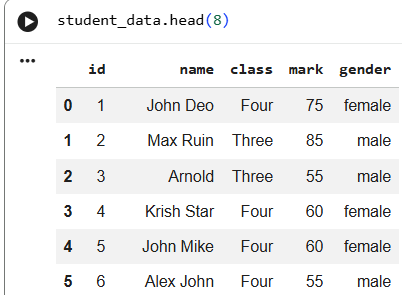 student_data.head(8)
id name class mark gender
0 1 John Deo Four 75 female
1 2 Max Ruin Three 85 male
2 3 Arnold Three 55 male
3 4 Krish Star Four 60 female
4 5 John Mike Four 60 female
5 6 Alex John Four 55 male